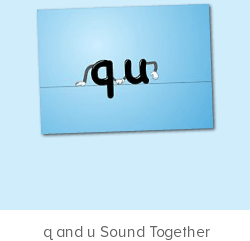 qu
q and u Sound Together